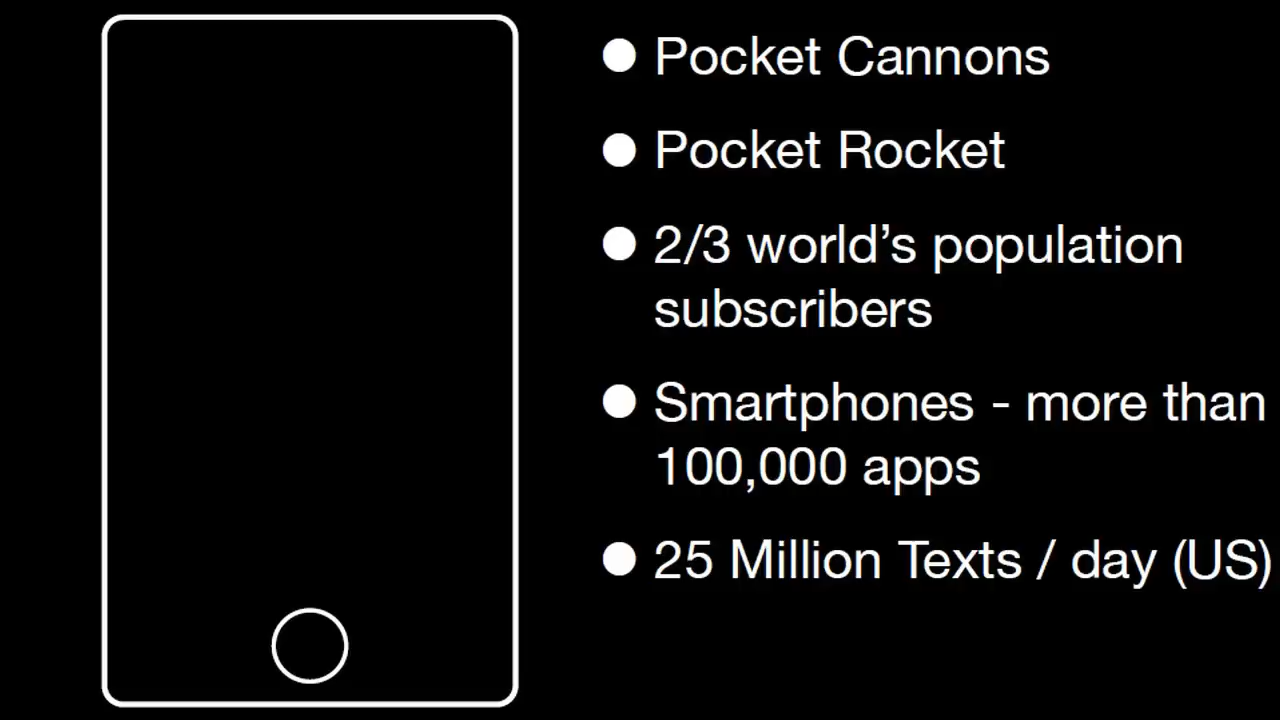 Pocket Cannons
Pocket Rocket
2/3 world’s population
subscribers
Smartphones - more than
100,000 apps
25 Million Texts / day (US)